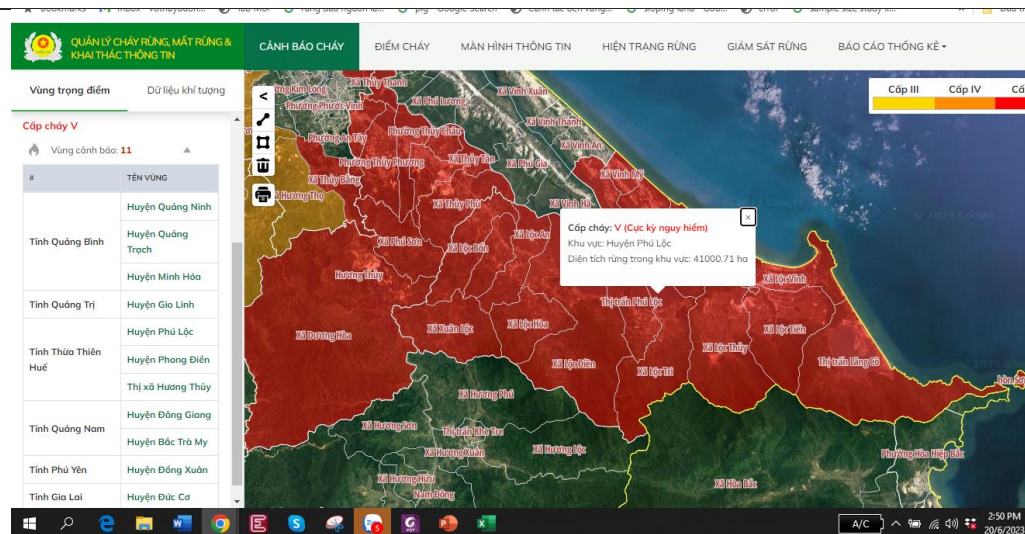 QUẢN LÝ CHÁY RỪNG, MẤT RỪNG &
KHAI THÁC THÔNG TIN
CẢNH BÁO CHÁY
ĐIỂM CHÁY
MÀN HÌNH THÔNG TIN
HIỆN TRẠNG RỪNG
GIÁM SÁT RỪNG
BÁO CÁO THỐNG KÊ
Vùng trọng điểm
Dữ liệu khí tượng
Cấp III
Cấp IV
Cấp cháy V
Vùng cảnh báo: 11
#
TÊN VÙNG
Huyện Quảng Ninh
Tỉnh Quảng Bình
Huyện Quảng
Trạch
Huyện Minh Hóa
Tỉnh Quảng Trị
Huyện Gio Linh
Huyện Phú Lộc
Tỉnh Thừa Thiên
Huế
Huyện Phong Điền
Thị xã Hương Thủy
Huyện Đông Giang
Tỉnh Quảng Nam
Huyện Bắc Trà My
Tỉnh Phú Yên
Huyện Đồng Xuân
Tỉnh Gia Lai
Huyện Đức Cơ
Xã Thủy Thanh
Phường Phước Vĩnh
Xã Phú Lương
Xã Vinh Xuân
Xã Vinh Thanh
Phường An Tây
Phường Thủy Châu
Xã Vinh An
Phường Thủy Phương
Xã Thủy Tân
Xã Phú Gia
Xã Thủy Bằng
Xã Vinh Mỹ
Xã Hương Thọ
Xã Thủy Phù
Xã Vinh Hà
Xã Phú Sơn
Xã Lộc Bổn
Xã Lộc An
Hương Thủy
Cấp cháy: V (Cực kỳ nguy hiểm)
Khu vực: Huyện Phú Lộc
Diện tích rừng trong khu vực: 41000.71 ha
×
© 2023 Google
Xã Lộc Vĩnh
Thị trấn Phú Lộc
Xã Dương Hòa
Xã Xuân Lộc
Xã Lộc Hòa
Xã Lộc Tiến
Xã Lộc Thủy
Xã Lộc Điền
Xã Lộc Trì
Thị trấn Lăng Cô
Xã Hương Phú
Xã Hương Sơn
Thị trấn Khe Tre
Xã Hương Xuân
Xã Hương Lộc
Phường Hòa Hiệp Bắc
Xã Hương Hữu
Xã Hòa Bắc
Nam Đông
A/C
2:50 PM
20/6/2023